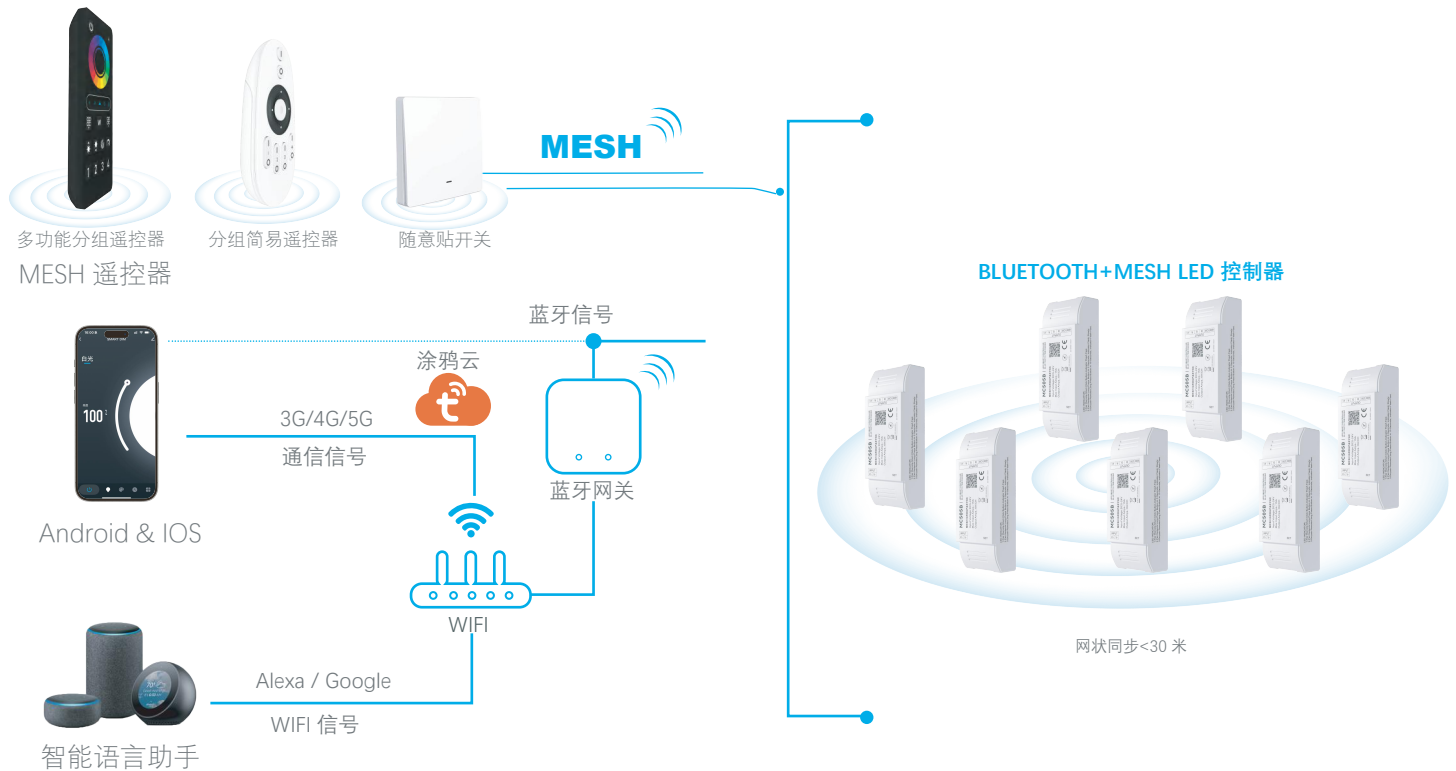 MESH
多功能分组遥控器
分组简易遥控器
随意贴开关
MESH 遥控器
BLUETOOTH+MESH LED 控制器
蓝牙信号
涂鸦云
白光
100
3G/4G/5G
通信信号
蓝牙网关
Android & IOS
WIFI
网状同步<30 米
Alexa / Google
WIFI 信号
智能语言助手